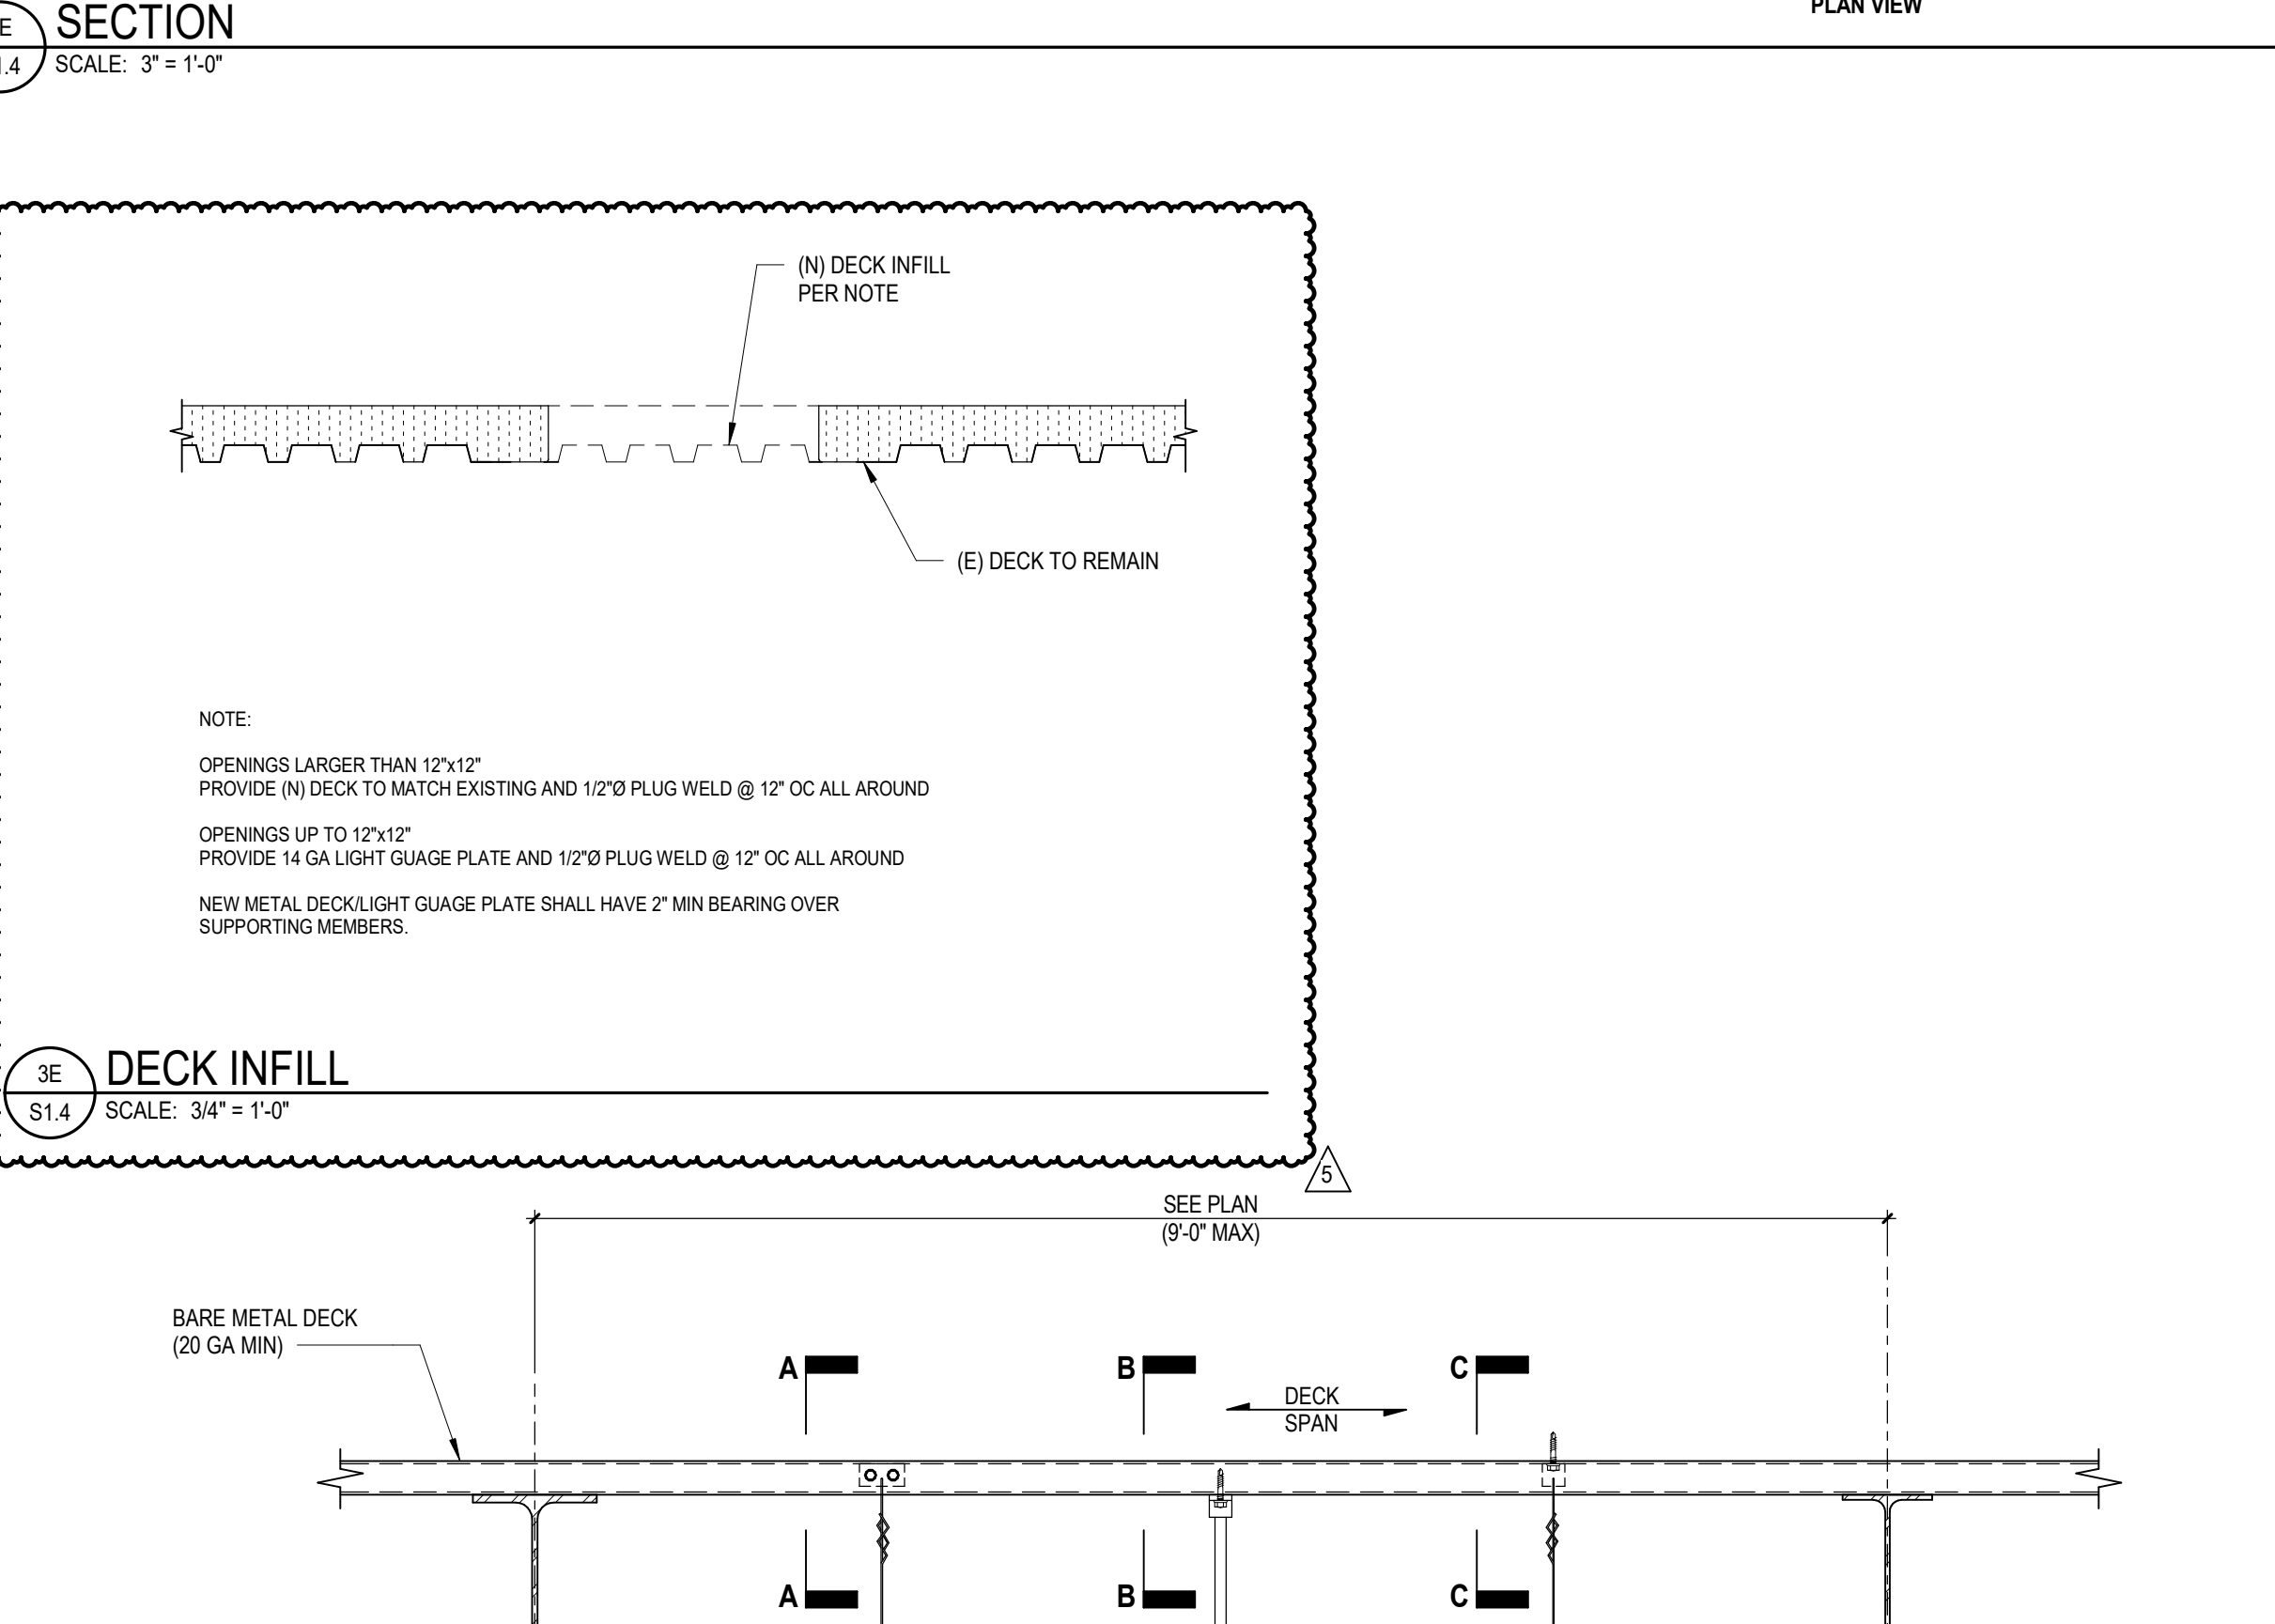 PLAN VIEW
E
SECTION
.4
SCALE: 3" = 1'-0"
(N) DECK INFILL
PER NOTE
(E) DECK TO REMAIN
NOTE:
OPENINGS LARGER THAN 12"x12"
PROVIDE (N) DECK TO MATCH EXISTING AND 1/2"Ø PLUG WELD @ 12" OC ALL AROUND
OPENINGS UP TO 12"x12"
PROVIDE 14 GA LIGHT GUAGE PLATE AND 1/2"Ø PLUG WELD @ 12" OC ALL AROUND
NEW METAL DECK/LIGHT GUAGE PLATE SHALL HAVE 2" MIN BEARING OVER
SUPPORTING MEMBERS.
3E
DECK INFILL
S1.4
SCALE: 3/4" = 1'-0"
5
SEE PLAN
(9'-0" MAX)
BARE METAL DECK
(20 GA MIN)
A
B
C
DECK
SPAN
A
B
C